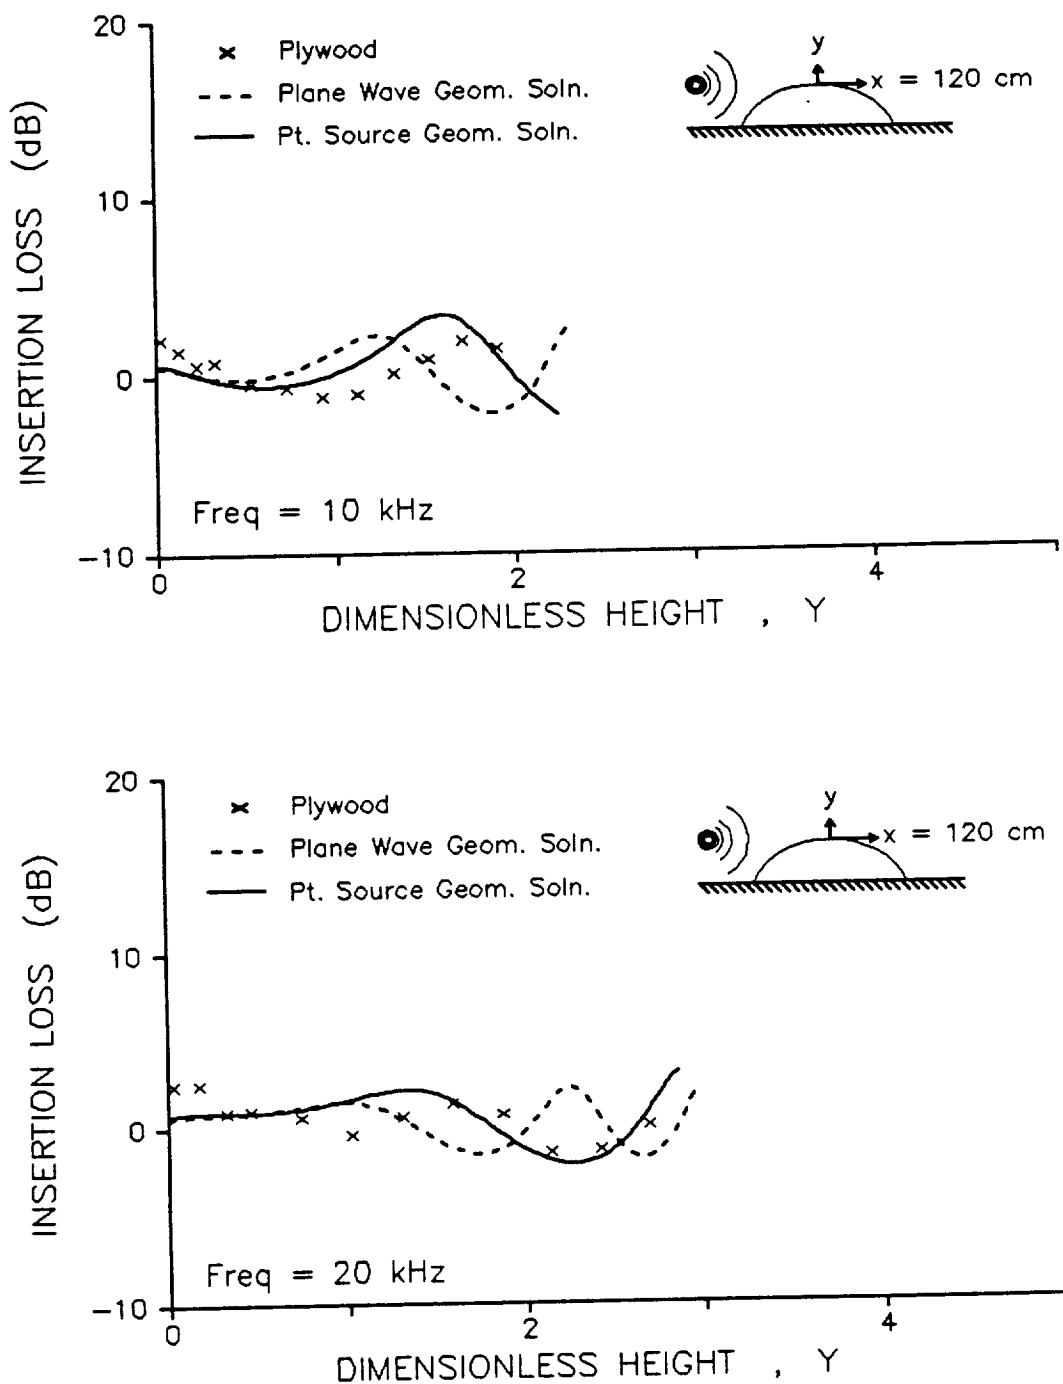 20
10
0
-10
INSERTION LOSS (dB)
× Plywood
Plane Wave Geom. Soln.
Pt. Source Geom. Soln.
y
x = 120 cm
Freq = 10 kHz
0 2 4
DIMENSIONLESS HEIGHT , Y
20
10
0
-10
INSERTION LOSS (dB)
× Plywood
Plane Wave Geom. Soln.
Pt. Source Geom. Soln.
y
x = 120 cm
Freq = 20 kHz
0 2 4
DIMENSIONLESS HEIGHT , Y